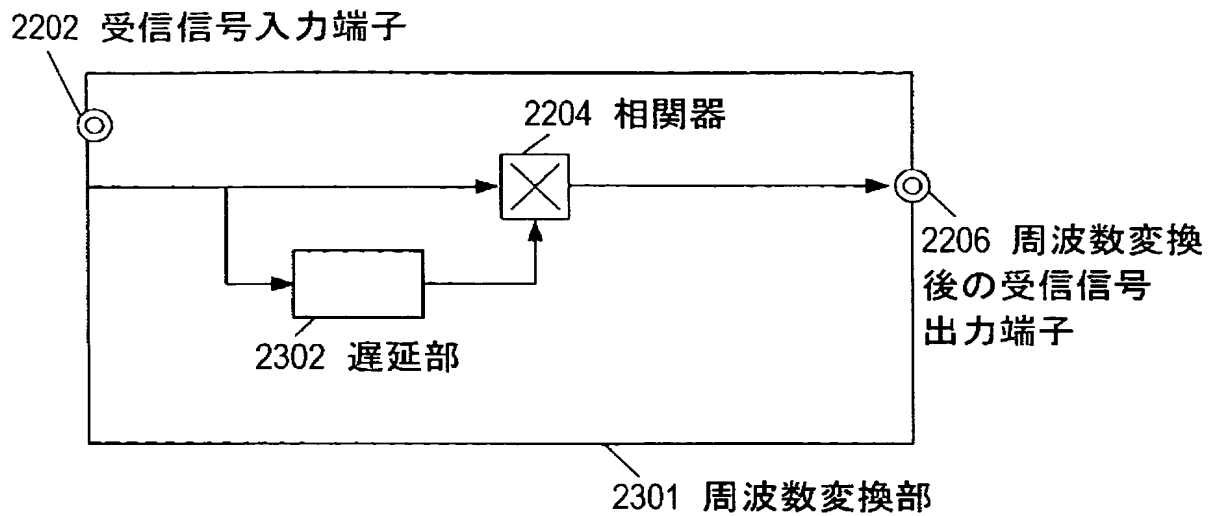 2202 受信信号入力端子
2204 相関器
2206 周波数変換
後の受信信号
出力端子
2302 遅延部
2301 周波数変換部